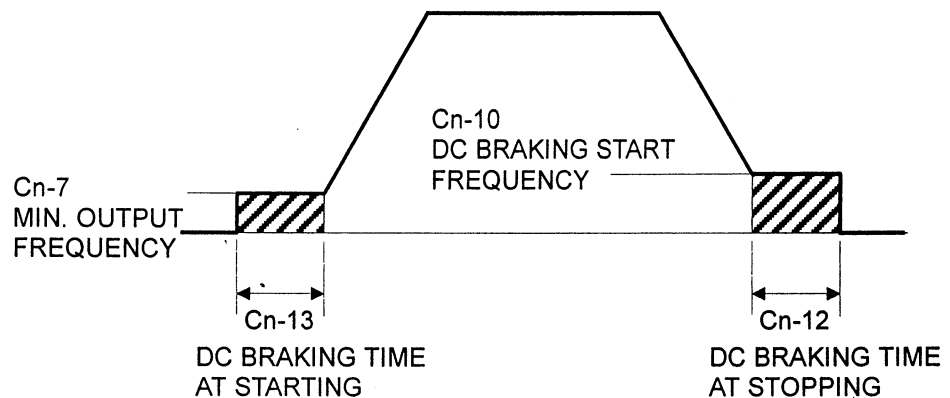 Cn-10
DC BRAKING START
FREQUENCY
Cn-7
MIN. OUTPUT
FREQUENCY
Cn-13
DC BRAKING TIME
AT STARTING
Cn-12
DC BRAKING TIME
AT STOPPING